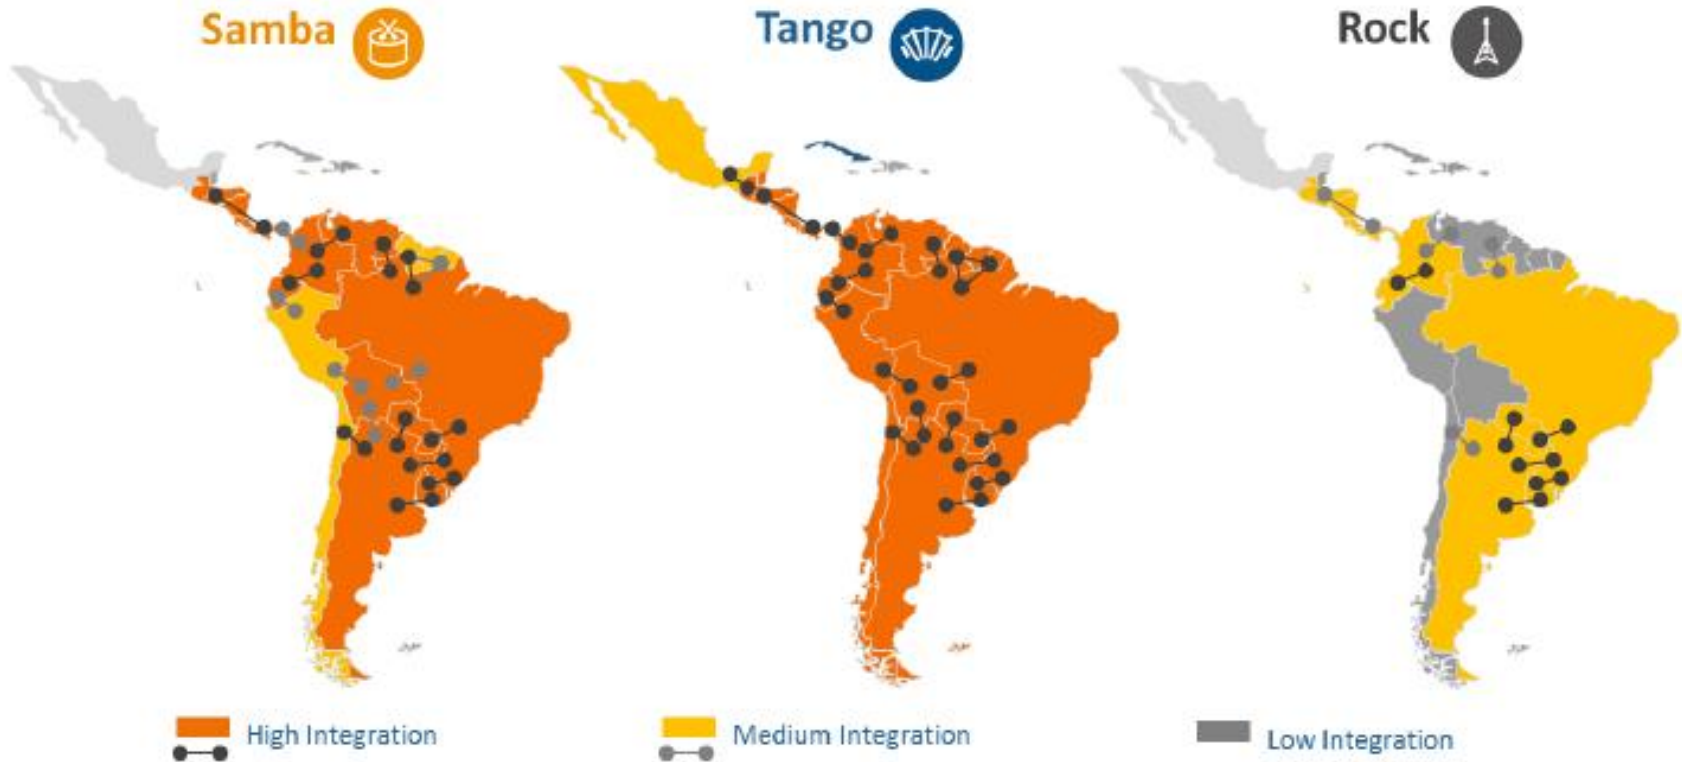 Samba
Tango
Rock
High Integration
Medium Integration
Low Integration